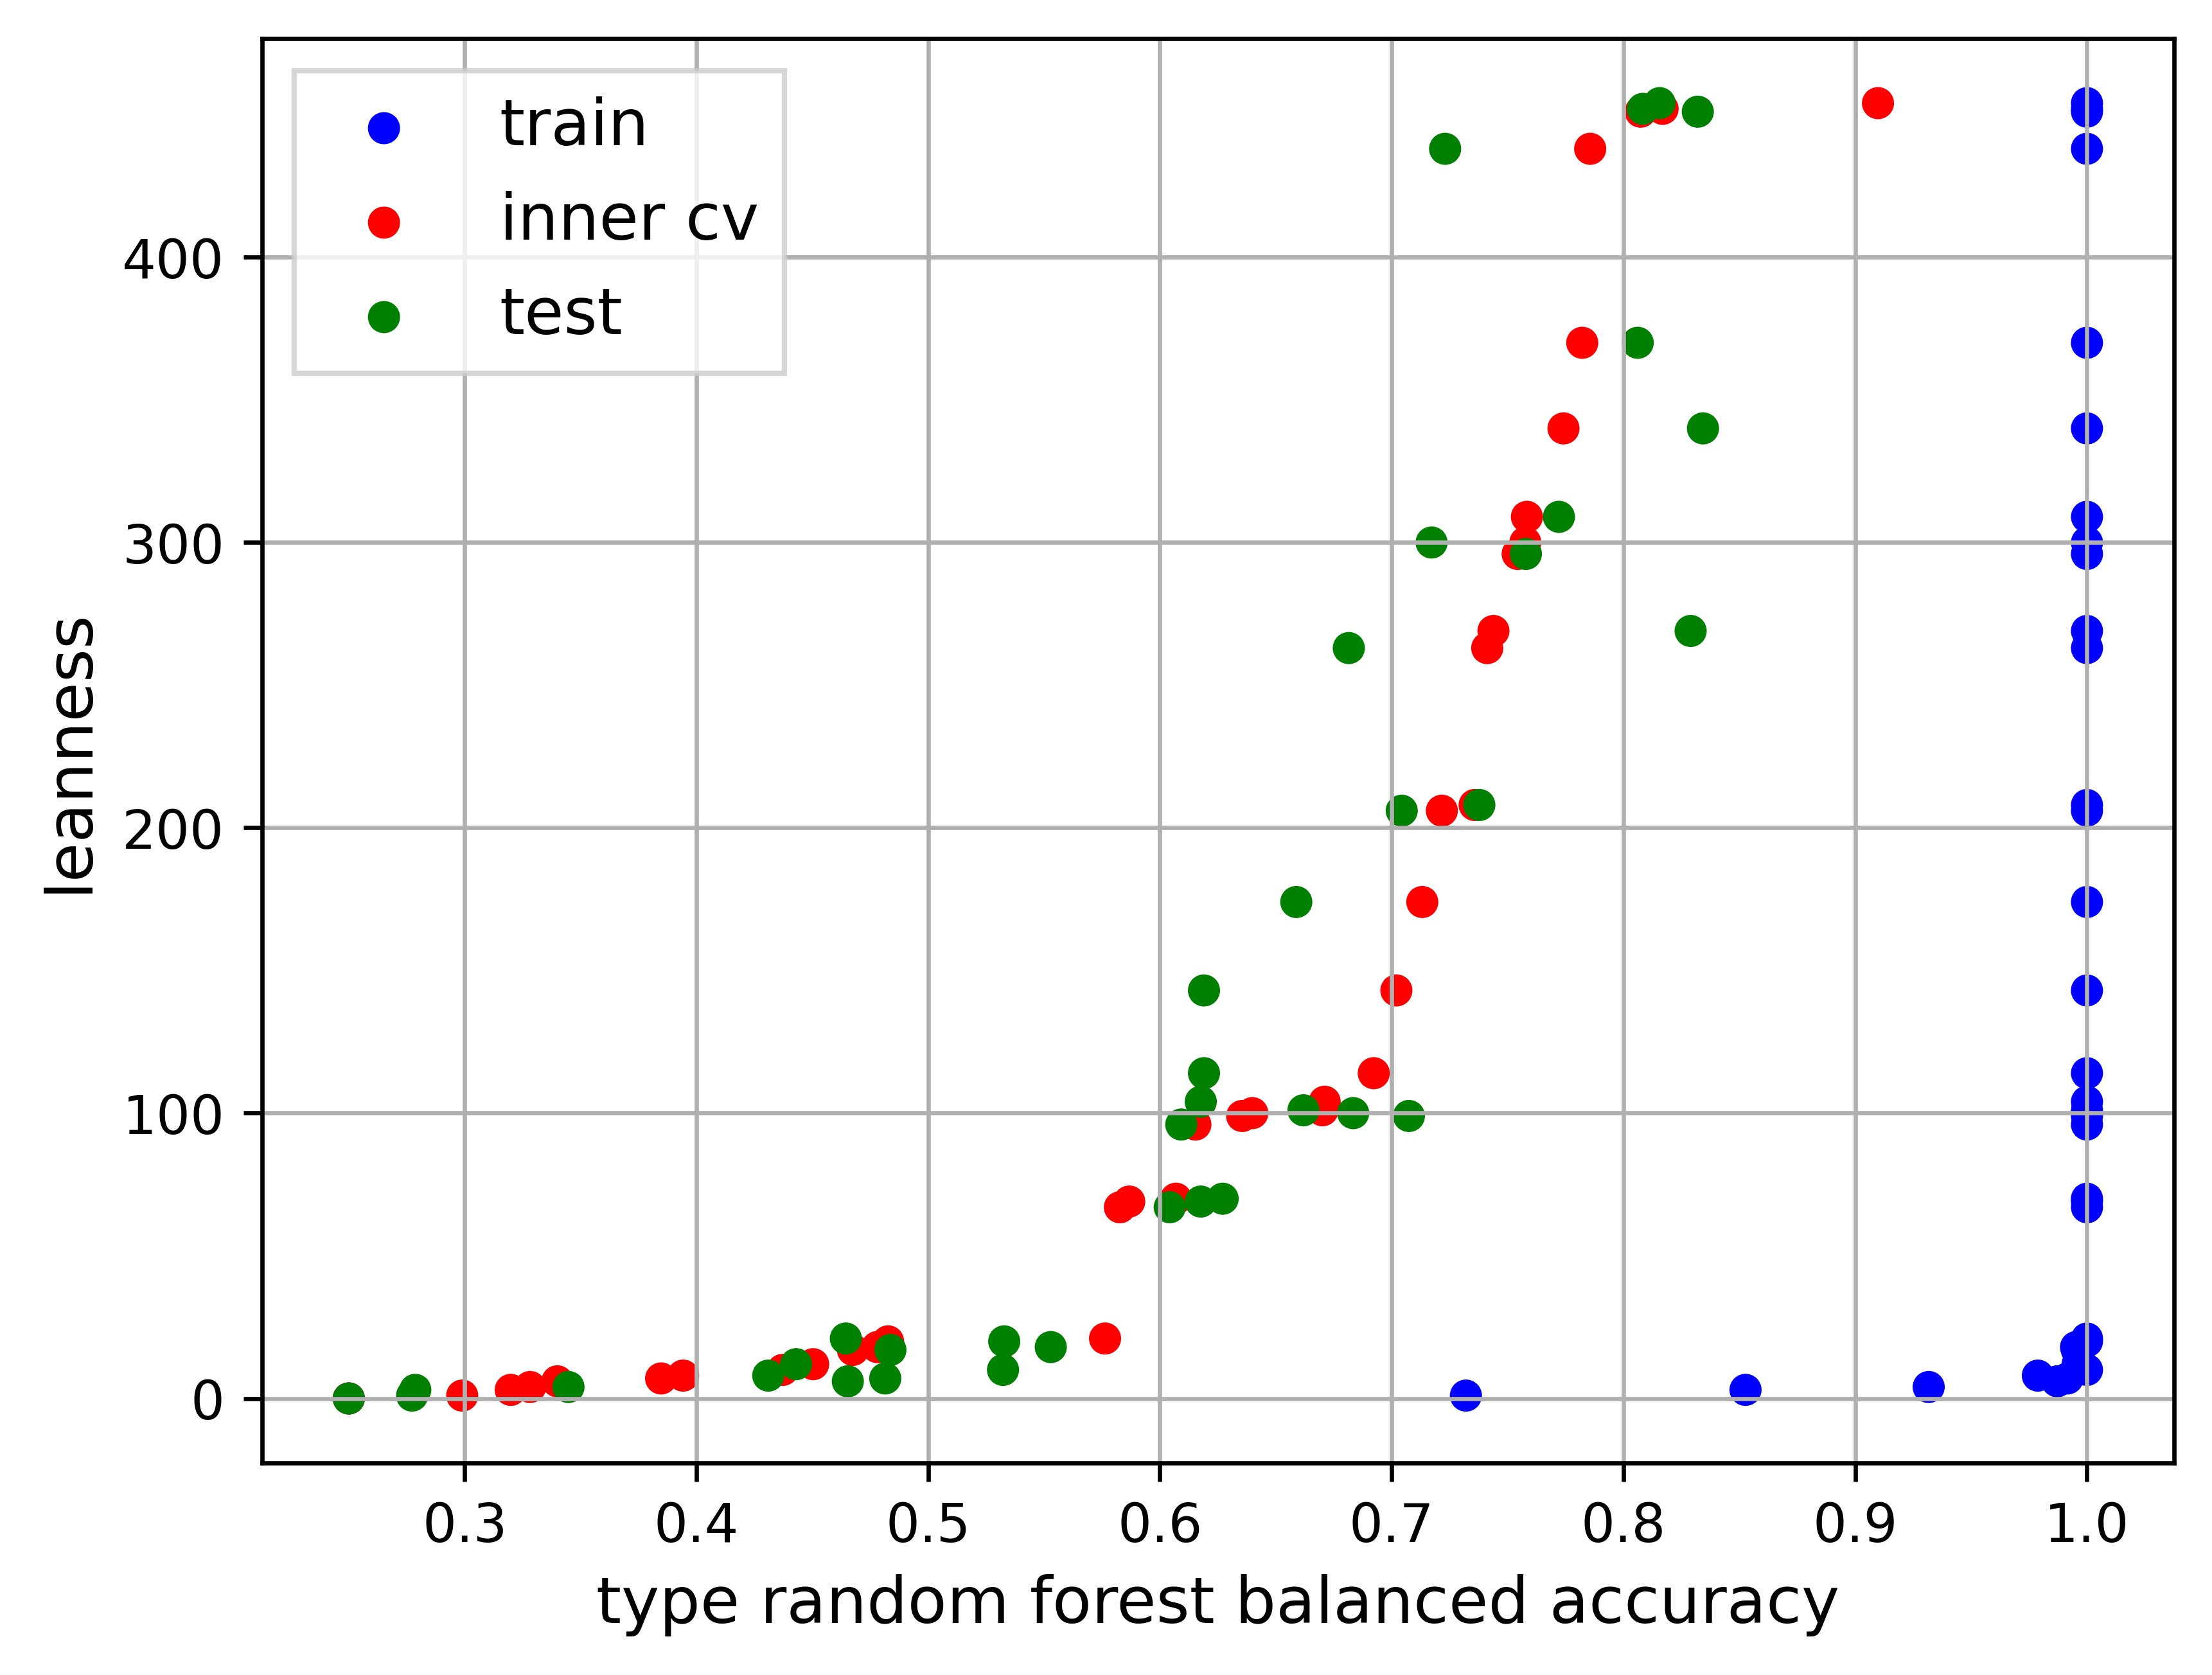 train
inner cv
test
400
300
200
100
0
leanness
0.3 0.4 0.5 0.6 0.7 0.8 0.9 1.0
type random forest balanced accuracy